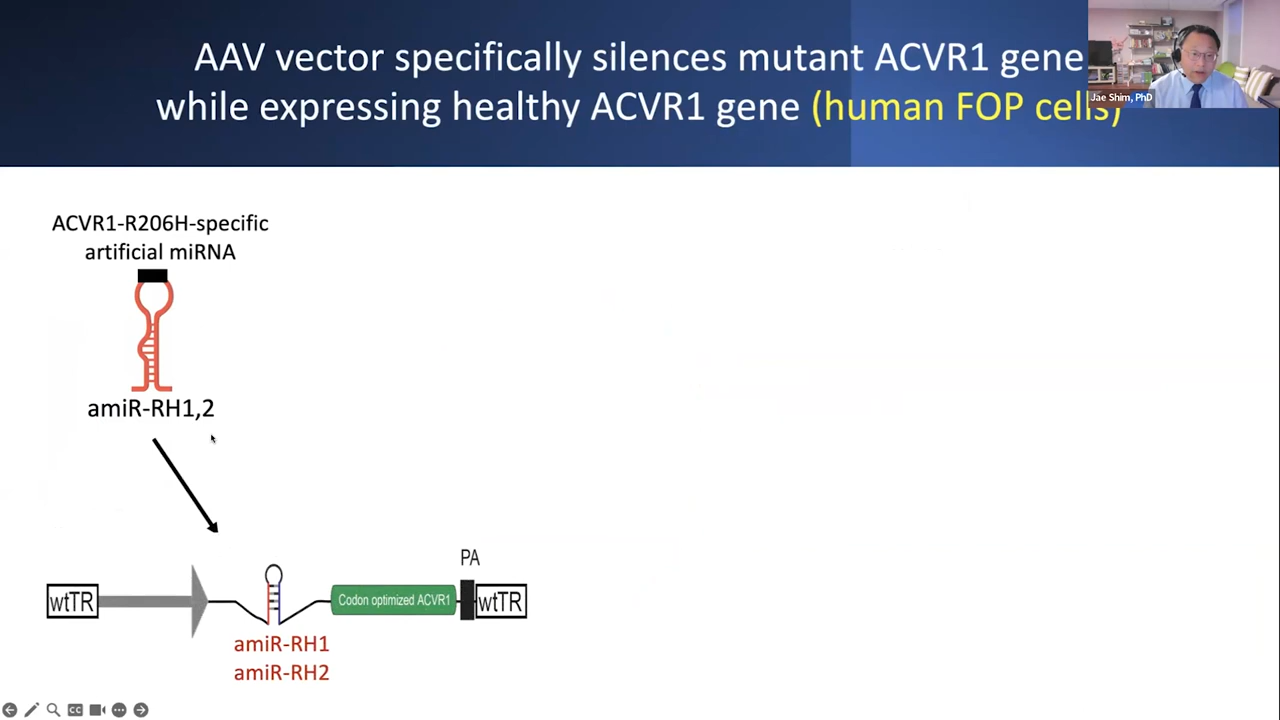 AAV vector specifically silences mutant ACVR1 gene
while expressing healthy ACVR1 gene (human FOP cells)
Jae Shim, PhD
ACVR1-R206H-specific
artificial miRNA
amiR-RH1,2
PA
wtTR
Codon optimized ACVR1
wtTR
amiR-RH1
amiR-RH2
CC